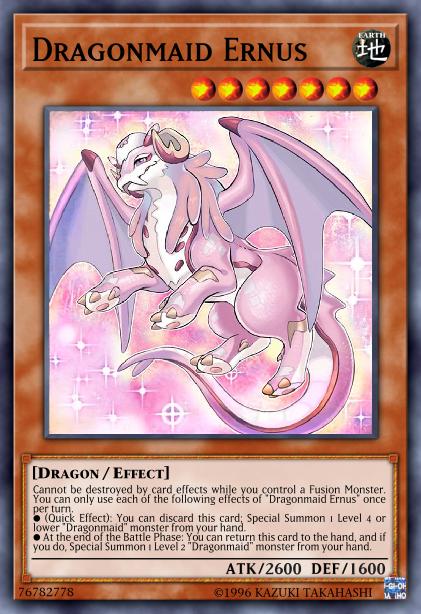 DRAGONMAID ERNUS
EARTH
地
[DRAGON / EFFECT]
Cannot be destroyed by card effects while you control a Fusion Monster.
You can only use each of the following effects of "Dragonmaid Ernus" once
per turn.
● (Quick Effect): You can discard this card; Special Summon 1 Level 4 or
lower "Dragonmaid" monster from your hand.
● At the end of the Battle Phase: You can return this card to the hand, and if
you do, Special Summon 1 Level 2 "Dragonmaid" monster from your hand.
ATK/2600 DEF/1600
76782778
©1996 KAZUKI TAKAHASHI